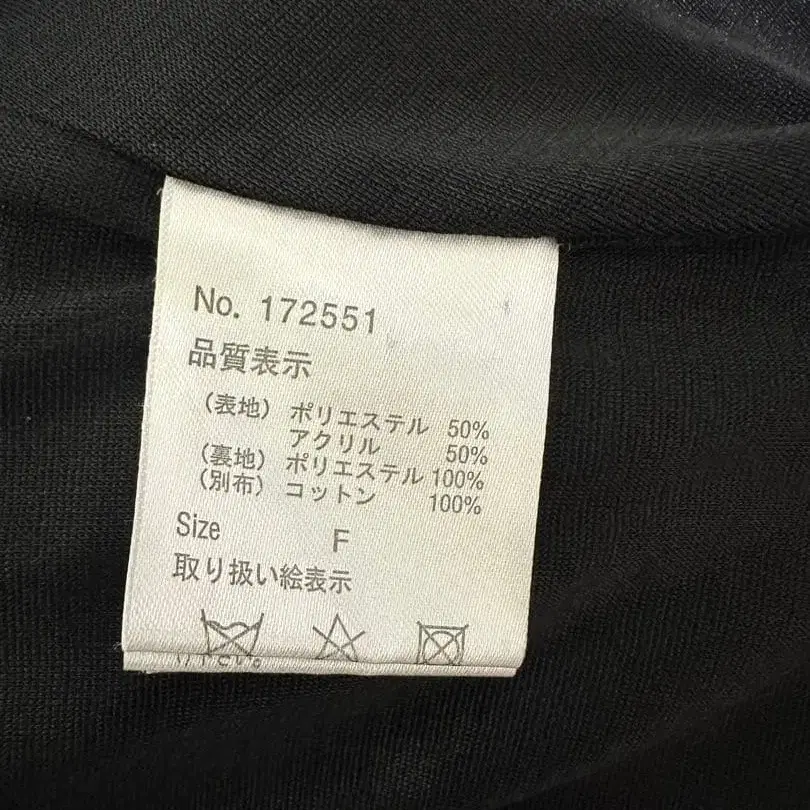 No. 172551
品質表示
（表地）ポリエステル 50%
アクリル 50%
（裏地）ポリエステル 100%
（別布）コットン 100%
Size F
取り扱い絵表示